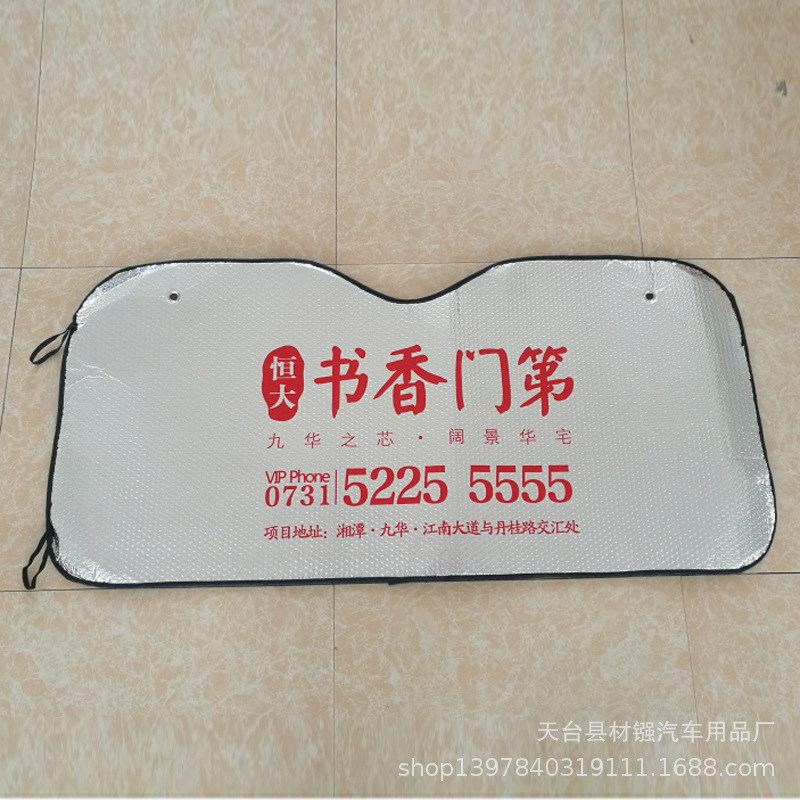 恒大 书香门第
九华之芯·阔景华宅
VIP Phone
0731 5225 5555
项目地址：湘潭·九华·江南大道与丹桂路交汇处
天台县材镪汽车用品厂
shop1397840319111.1688.com